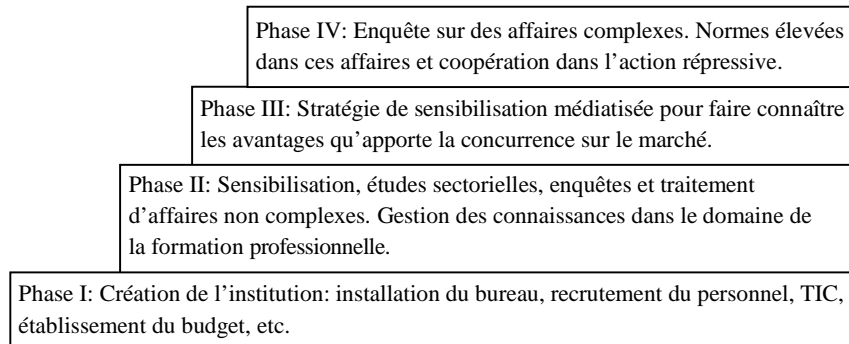 Phase IV: Enquête sur des affaires complexes. Normes élevées
dans ces affaires et coopération dans l’action répressive.
Phase III: Stratégie de sensibilisation médiatisée pour faire connaître
les avantages qu’apporte la concurrence sur le marché.
Phase II: Sensibilisation, études sectorielles, enquêtes et traitement
d’affaires non complexes. Gestion des connaissances dans le domaine de
la formation professionnelle.
Phase I: Création de l’institution: installation du bureau, recrutement du personnel, TIC,
établissement du budget, etc.